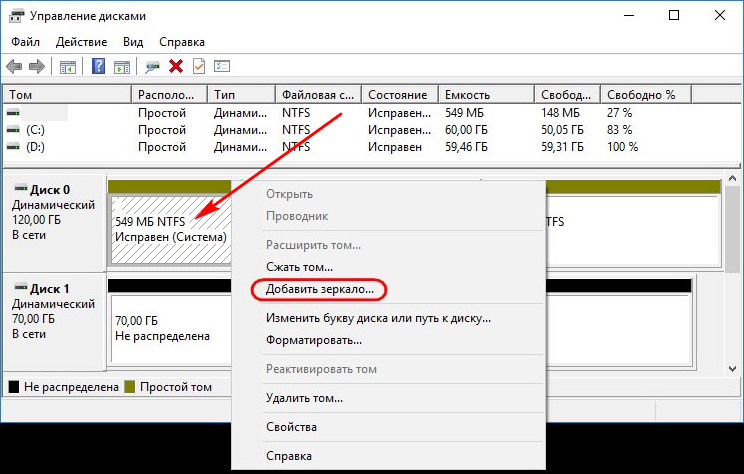 Управление дисками
Файл Действие Вид Справка
Том Располо... Тип Файловая с... Состояние Емкость Свобод... Свободно %
Простой Динами... NTFS Исправен... 549 МБ 148 МБ 27 %
(C:) Простой Динами... NTFS Исправен... 60,00 ГБ 50,05 ГБ 83 %
(D:) Простой Динами... NTFS Исправен 59,46 ГБ 59,31 ГБ 100 %
Диск 0
Динамический
120,00 ГБ
В сети
549 МБ NTFS
Исправен (Система)
TFS
Диск 1
Динамический
70,00 ГБ
В сети
70,00 ГБ
Не распределена
Не распределена Простой том
Открыть
Проводник
Расширить том...
Сжать том...
Добавить зеркало...
Изменить букву диска или путь к диску...
Форматировать...
Реактивировать том
Удалить том...
Свойства
Справка